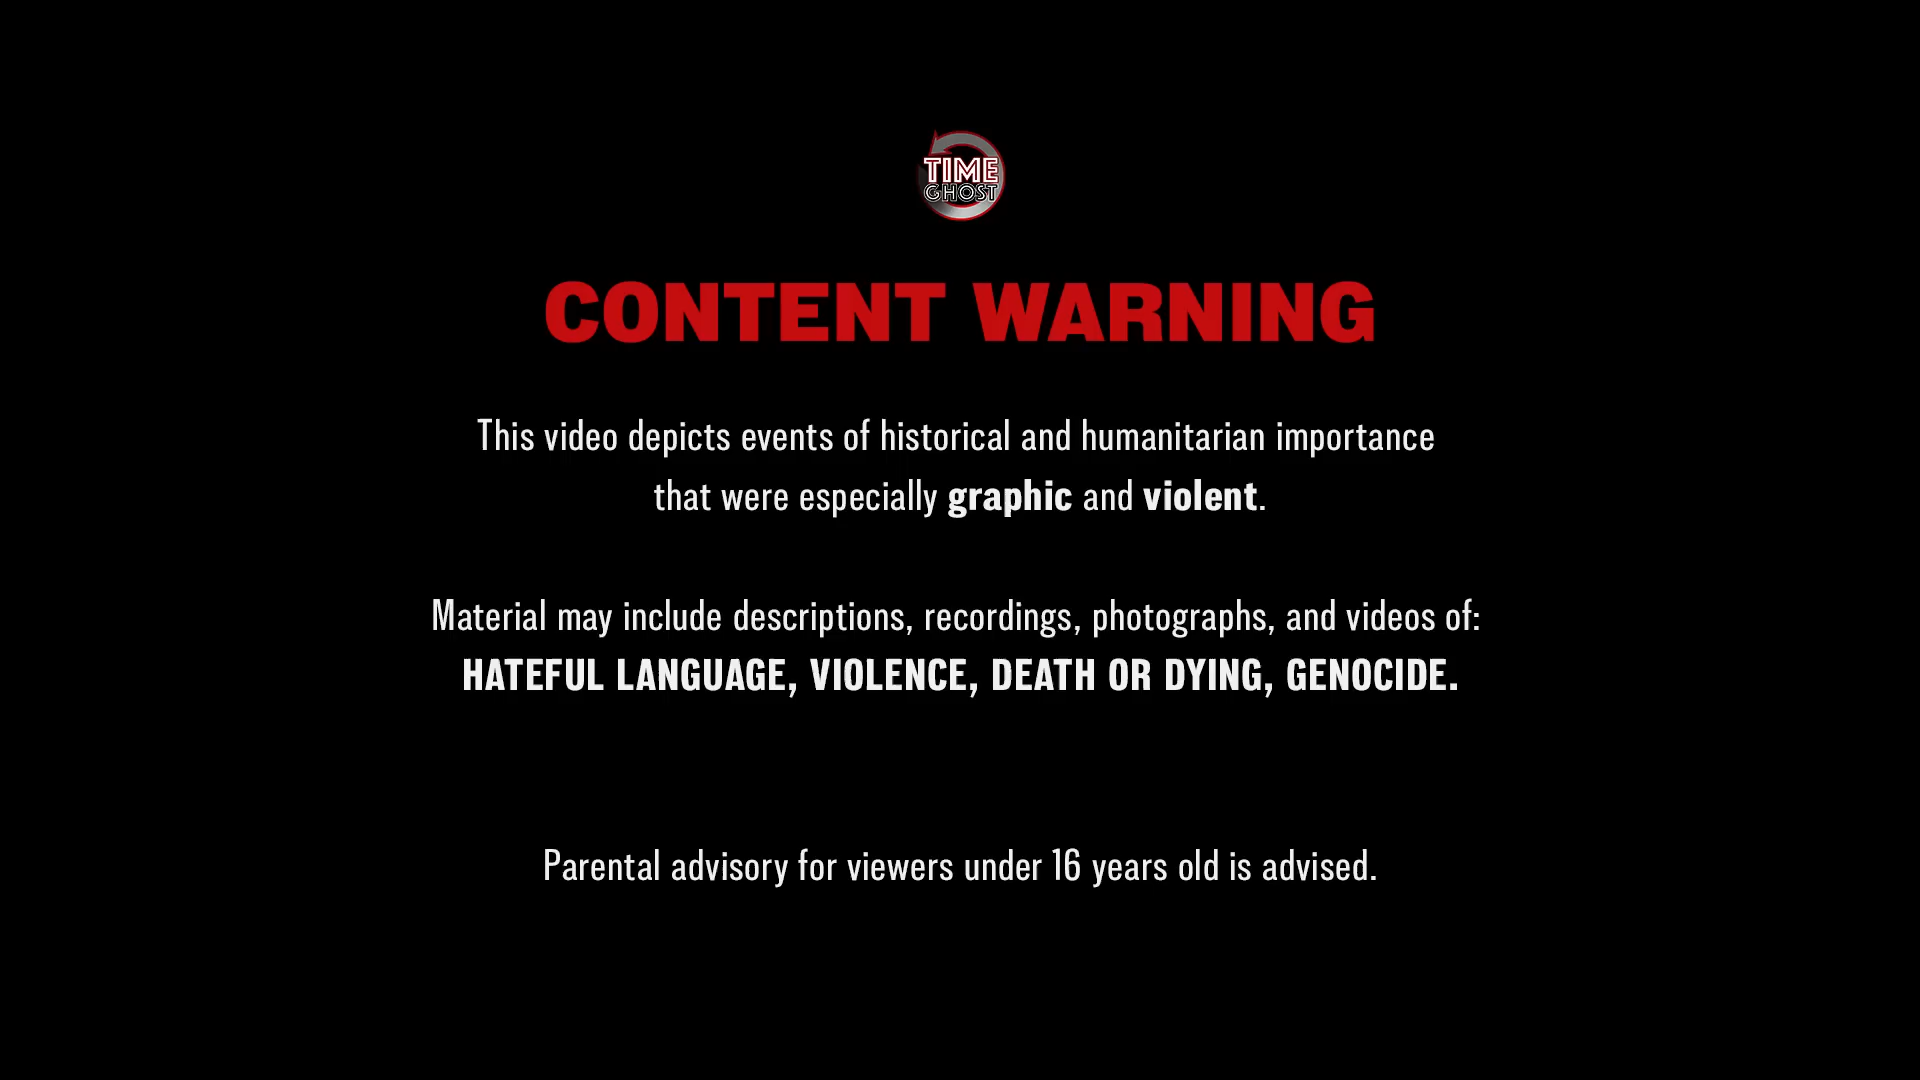 TIME
GHOST
CONTENT WARNING
This video depicts events of historical and humanitarian importance
that were especially graphic and violent.
Material may include descriptions, recordings, photographs, and videos of:
HATEFUL LANGUAGE, VIOLENCE, DEATH OR DYING, GENOCIDE.
Parental advisory for viewers under 16 years old is advised.